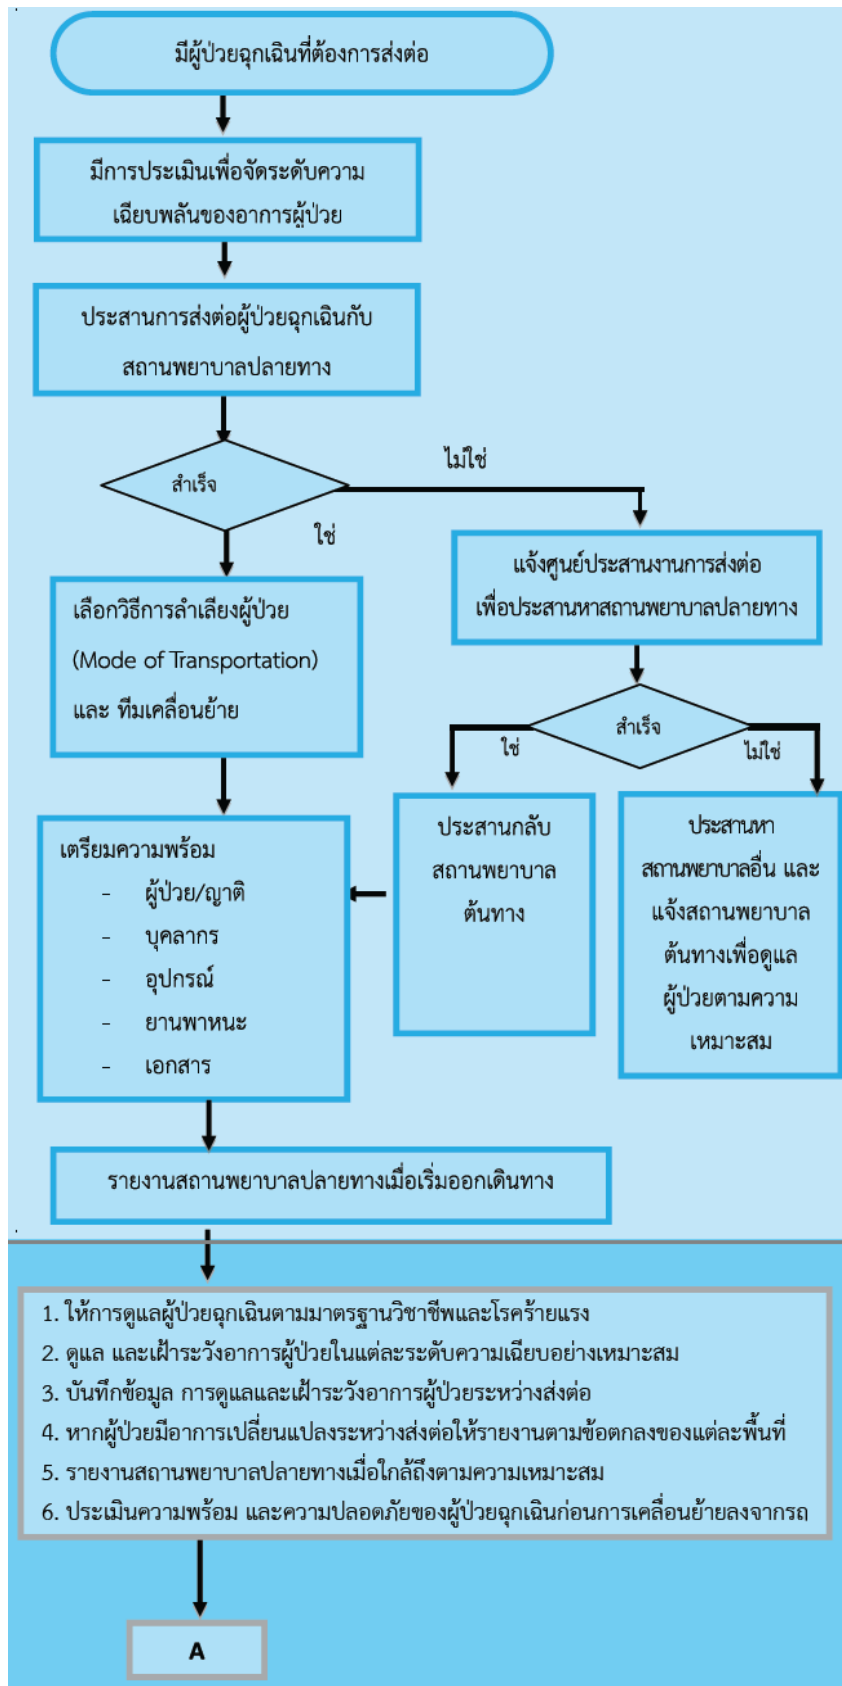 มีผู้ป่วยฉุกเฉินที่ต้องการส่งต่อ
มีการประเมินเพื่อจัดระดับความ
เฉียบพลันของอาการผู้ป่วย
ประสานการส่งต่อผู้ป่วยฉุกเฉินกับ
สถานพยาบาลปลายทาง
สำเร็จ
ไม่ใช่
ใช่
แจ้งศูนย์ประสานงานการส่งต่อ
เพื่อประสานหาสถานพยาบาลปลายทาง
เลือกวิธีการลำเลียงผู้ป่วย
(Mode of Transportation)
และ ทีมเคลื่อนย้าย
สำเร็จ
ใช่
ไม่ใช่
ประสานกลับ
สถานพยาบาล
ต้นทาง
ประสานหา
สถานพยาบาลอื่น และ
แจ้งสถานพยาบาล
ต้นทางเพื่อดูแล
ผู้ป่วยตามความ
เหมาะสม
เตรียมความพร้อม
- ผู้ป่วย/ญาติ
- บุคลากร
- อุปกรณ์
- ยานพาหนะ
- เอกสาร
รายงานสถานพยาบาลปลายทางเมื่อเริ่มออกเดินทาง
1. ให้การดูแลผู้ป่วยฉุกเฉินตามมาตรฐานวิชาชีพและโรคร้ายแรง
2. ดูแล และเฝ้าระวังอาการผู้ป่วยในแต่ละระดับความเฉียบอย่างเหมาะสม
3. บันทึกข้อมูล การดูแลและเฝ้าระวังอาการผู้ป่วยระหว่างส่งต่อ
4. หากผู้ป่วยมีอาการเปลี่ยนแปลงระหว่างส่งต่อให้รายงานตามข้อตกลงของแต่ละพื้นที่
5. รายงานสถานพยาบาลปลายทางเมื่อใกล้ถึงตามความเหมาะสม
6. ประเมินความพร้อม และความปลอดภัยของผู้ป่วยฉุกเฉินก่อนการเคลื่อนย้ายลงจากรถ
A